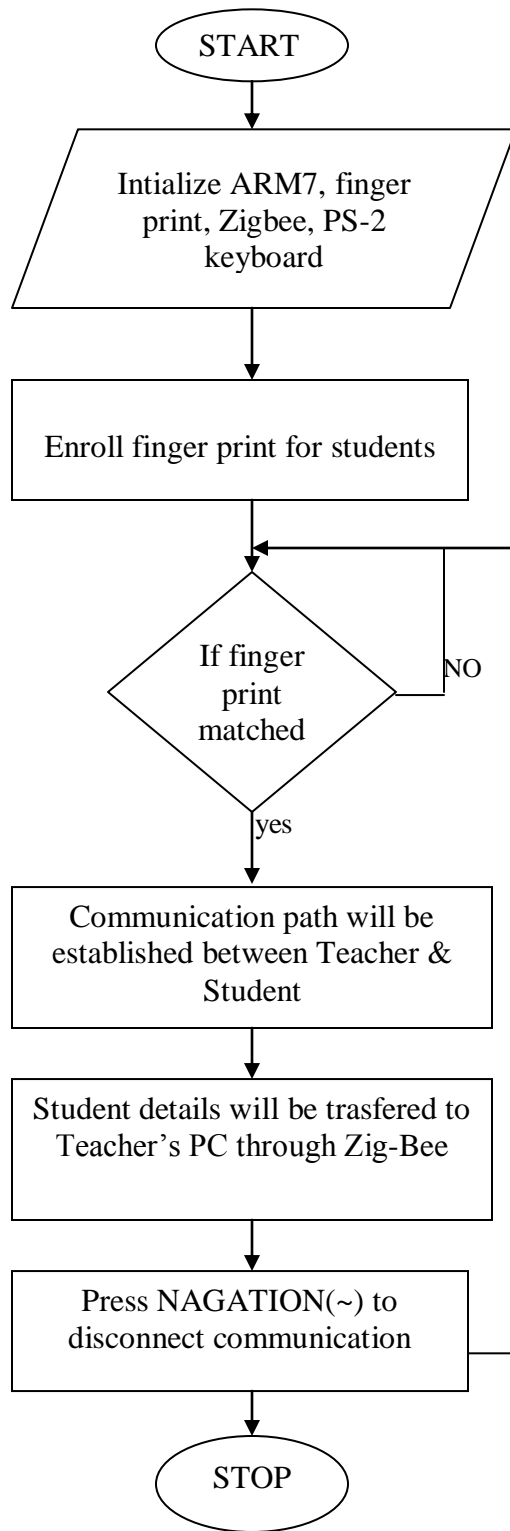 START
Intialize ARM7, finger
print, Zigbee, PS-2
keyboard
Enroll finger print for students
If finger
print
matched
NO
yes
Communication path will be
established between Teacher &
Student
Student details will be trasfered to
Teacher’s PC through Zig-Bee
Press NAGATION(~) to
disconnect communication
STOP